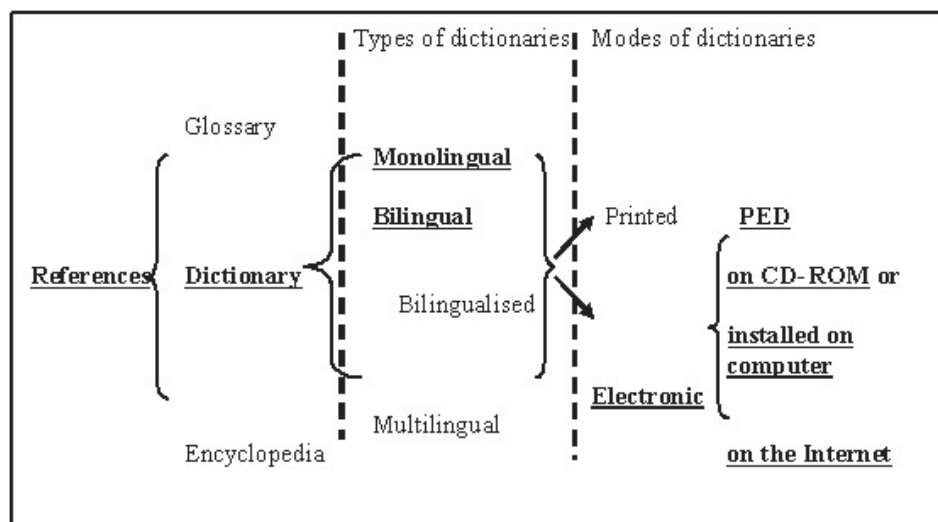 Types of dictionaries
Modes of dictionaries
Glossary
Monolingual
Bilingual
Printed
PED
References
Dictionary
on CD-ROM or
Bilingualised
installed on
computer
Electronic
Multilingual
Encyclopedia
on the Internet